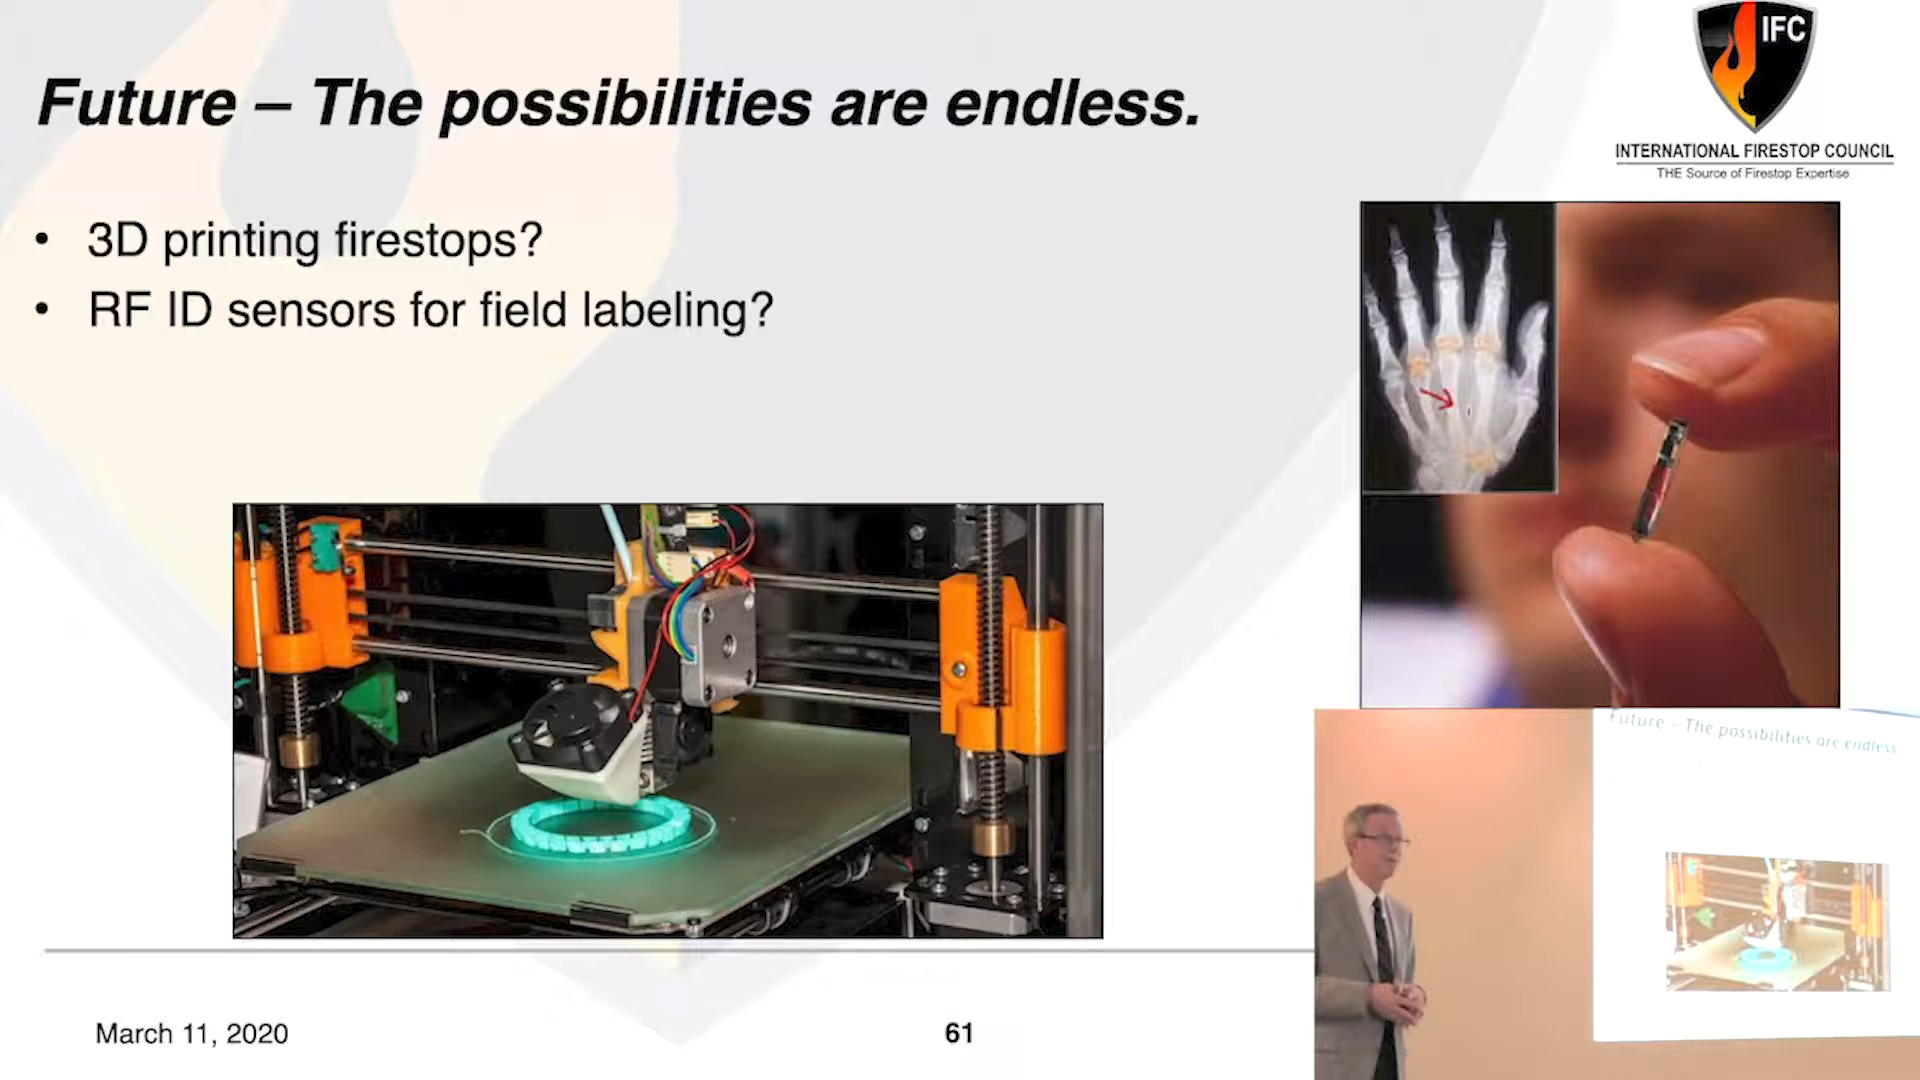 IFC
INTERNATIONAL FIRESTOP COUNCIL
THE Source of Firestop Expertise
Future – The possibilities are endless.
• 3D printing firestops?
• RF ID sensors for field labeling?
Future - The possibilities are endless
March 11, 2020
61